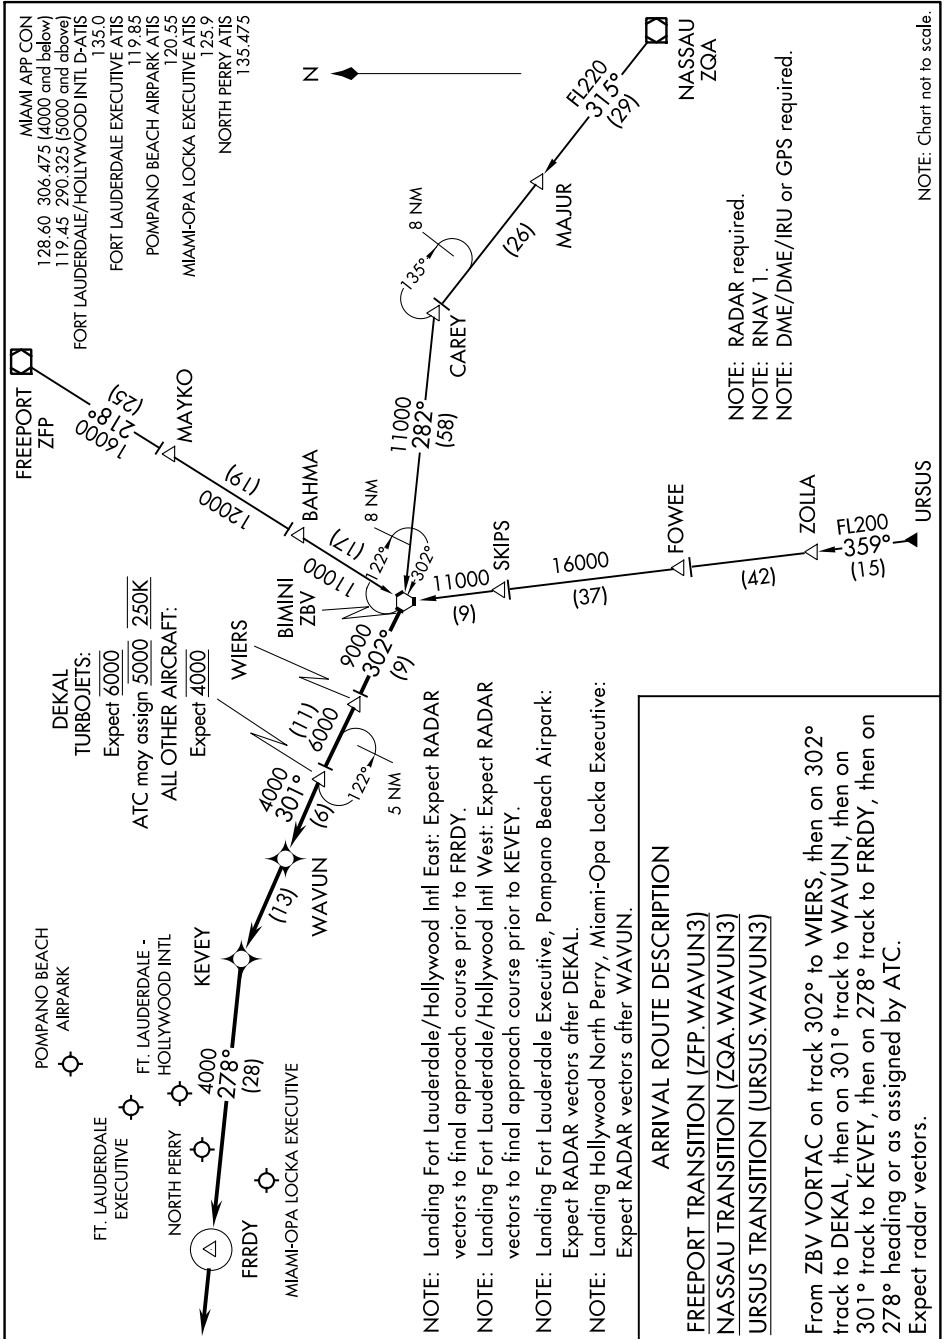 MIAMI APP CON
128.60 306.475 (4000 and below)
119.45 290.325 (5000 and above)
FORT LAUDERDALE/HOLLYWOOD INTL D-ATIS
135.0
FORT LAUDERDALE EXECUTIVE ATIS
119.85
POMPANO BEACH AIRPARK ATIS
120.55
MIAMI-OPA LOCKA EXECUTIVE ATIS
125.9
NORTH PERRY ATIS
135.475
N
FREEPORT
ZFP
16000
218°
(25)
MAYKO
12000
(19)
BAHMA
11000
(17)
NASSAU
ZQA
FL220
315°
(29)
MAJUR
(26)
8 NM
135°
CAREY
11000
282°
(58)
8 NM
122°
302°
BIMINI
ZBV
SKIPS
11000
(9)
16000
(37)
FOWEE
(42)
ZOLLA
FL200
359°
(15)
URSUS
9000
302°
(9)
WIERS
(11)
6000
DEKAL
TURBOJETS:
Expect 6000
ATC may assign 5000 250K
ALL OTHER AIRCRAFT:
Expect 4000
4000
301°
(6)
122°
5 NM
WAVUN
(13)
KEVEY
4000
278°
(28)
FRRDY
POMPANO BEACH
AIRPARK
FT. LAUDERDALE
EXECUTIVE
FT. LAUDERDALE -
HOLLYWOOD INTL
NORTH PERRY
MIAMI-OPA LOCKA EXECUTIVE
NOTE: RADAR required.
NOTE: RNAV 1.
NOTE: DME/DME/IRU or GPS required.
NOTE: Chart not to scale.
NOTE: Landing Fort Lauderdale/Hollywood Intl East: Expect RADAR
vectors to final approach course prior to FRRDY.
NOTE: Landing Fort Lauderdale/Hollywood Intl West: Expect RADAR
vectors to final approach course prior to KEVEY.
NOTE: Landing Fort Lauderdale Executive, Pompano Beach Airpark:
Expect RADAR vectors after DEKAL.
NOTE: Landing Hollywood North Perry, Miami-Opa Locka Executive:
Expect RADAR vectors after WAVUN.
ARRIVAL ROUTE DESCRIPTION
FREEPORT TRANSITION (ZFP.WAVUN3)
NASSAU TRANSITION (ZQA.WAVUN3)
URSUS TRANSITION (URSUS.WAVUN3)
From ZBV VORTAC on track 302° to WIERS, then on 302°
track to DEKAL, then on 301° track to WAVUN, then on
301° track to KEVEY, then on 278° track to FRRDY, then on
278° heading or as assigned by ATC.
Expect radar vectors.